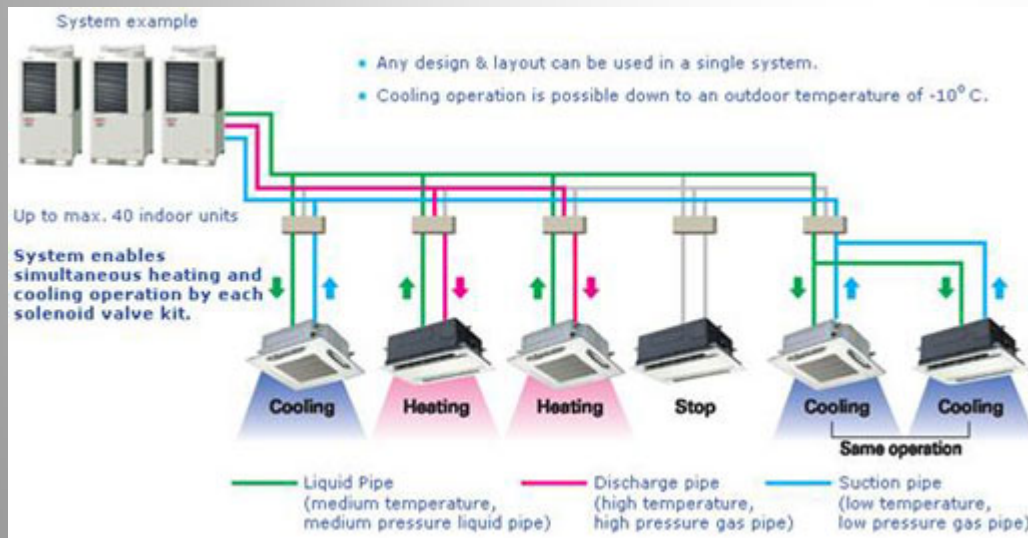 System example
• Any design & layout can be used in a single system.
• Cooling operation is possible down to an outdoor temperature of -10° C.
Up to max. 40 indoor units
System enables
simultaneous heating and
cooling operation by each
solenoid valve kit.
Cooling
Heating
Heating
Stop
Cooling
Cooling
Same operation
Liquid Pipe
(medium temperature,
medium pressure liquid pipe)
Discharge pipe
(high temperature,
high pressure gas pipe)
Suction pipe
(low temperature,
low pressure gas pipe)